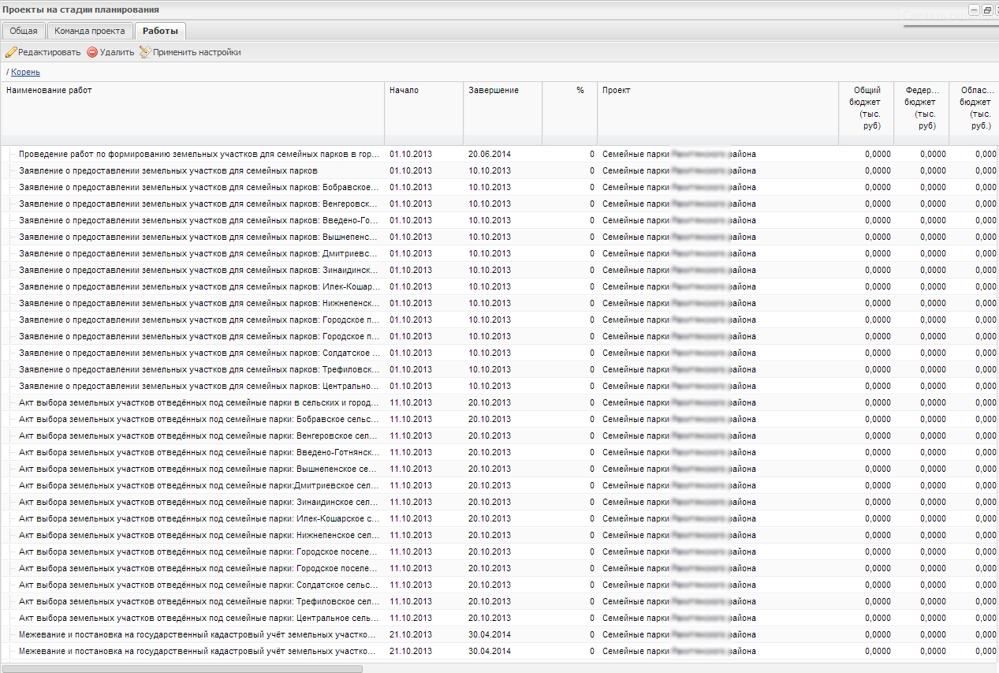 Проекты на стадии планирования
Общая Команда проекта Работы
Редактировать Удалить Применить настройки
/ Корень
Наименование работ Начало Завершение % Проект Общий бюджет (тыс. руб) Федер... бюджет (тыс. руб) Облас... бюджет (тыс. руб.)
Проведение работ по формированию земельных участков для семейных парков в гор... 01.10.2013 20.06.2014 0 Семейные парки района 0,0000 0,0000 0,000
Заявление о предоставлении земельных участков для семейных парков 01.10.2013 10.10.2013 0 Семейные парки района 0,0000 0,0000 0,000
Заявление о предоставлении земельных участков для семейных парков: Бобравское... 01.10.2013 10.10.2013 0 Семейные парки района 0,0000 0,0000 0,000
Заявление о предоставлении земельных участков для семейных парков: Венгеровск... 01.10.2013 10.10.2013 0 Семейные парки района 0,0000 0,0000 0,000
Заявление о предоставлении земельных участков для семейных парков: Введено-Го... 01.10.2013 10.10.2013 0 Семейные парки района 0,0000 0,0000 0,000
Заявление о предоставлении земельных участков для семейных парков: Вышнепенс... 01.10.2013 10.10.2013 0 Семейные парки района 0,0000 0,0000 0,000
Заявление о предоставлении земельных участков для семейных парков: Дмитриевс... 01.10.2013 10.10.2013 0 Семейные парки района 0,0000 0,0000 0,000
Заявление о предоставлении земельных участков для семейных парков: Зинаидинск... 01.10.2013 10.10.2013 0 Семейные парки района 0,0000 0,0000 0,000
Заявление о предоставлении земельных участков для семейных парков: Илек-Кошар... 01.10.2013 10.10.2013 0 Семейные парки района 0,0000 0,0000 0,000
Заявление о предоставлении земельных участков для семейных парков: Нижнепенск... 01.10.2013 10.10.2013 0 Семейные парки района 0,0000 0,0000 0,000
Заявление о предоставлении земельных участков для семейных парков: Городское п... 01.10.2013 10.10.2013 0 Семейные парки района 0,0000 0,0000 0,000
Заявление о предоставлении земельных участков для семейных парков: Городское п... 01.10.2013 10.10.2013 0 Семейные парки района 0,0000 0,0000 0,000
Заявление о предоставлении земельных участков для семейных парков: Солдатское ... 01.10.2013 10.10.2013 0 Семейные парки района 0,0000 0,0000 0,000
Заявление о предоставлении земельных участков для семейных парков: Трефиловск... 01.10.2013 10.10.2013 0 Семейные парки района 0,0000 0,0000 0,000
Заявление о предоставлении земельных участков для семейных парков: Центрально... 01.10.2013 10.10.2013 0 Семейные парки района 0,0000 0,0000 0,000
Акт выбора земельных участков отведённых под семейные парки в сельских и город... 11.10.2013 20.10.2013 0 Семейные парки района 0,0000 0,0000 0,000
Акт выбора земельных участков отведённых под семейные парки: Бобравское сельс... 11.10.2013 20.10.2013 0 Семейные парки района 0,0000 0,0000 0,000
Акт выбора земельных участков отведённых под семейные парки: Венгеровское сел... 11.10.2013 20.10.2013 0 Семейные парки района 0,0000 0,0000 0,000
Акт выбора земельных участков отведённых под семейные парки: Введено-Готнянск... 11.10.2013 20.10.2013 0 Семейные парки района 0,0000 0,0000 0,000
Акт выбора земельных участков отведённых под семейные парки: Вышнепенское се... 11.10.2013 20.10.2013 0 Семейные парки района 0,0000 0,0000 0,000
Акт выбора земельных участков отведённых под семейные парки:Дмитриевское сел... 11.10.2013 20.10.2013 0 Семейные парки района 0,0000 0,0000 0,000
Акт выбора земельных участков отведённых под семейные парки: Зинаидинское сел... 11.10.2013 20.10.2013 0 Семейные парки района 0,0000 0,0000 0,000
Акт выбора земельных участков отведённых под семейные парки: Илек-Кошарское с... 11.10.2013 20.10.2013 0 Семейные парки района 0,0000 0,0000 0,000
Акт выбора земельных участков отведённых под семейные парки: Нижнепенское сел... 11.10.2013 20.10.2013 0 Семейные парки района 0,0000 0,0000 0,000
Акт выбора земельных участков отведённых под семейные парки: Городское поселе... 11.10.2013 20.10.2013 0 Семейные парки района 0,0000 0,0000 0,000
Акт выбора земельных участков отведённых под семейные парки: Городское поселе... 11.10.2013 20.10.2013 0 Семейные парки района 0,0000 0,0000 0,000
Акт выбора земельных участков отведённых под семейные парки: Солдатское сельс... 11.10.2013 20.10.2013 0 Семейные парки района 0,0000 0,0000 0,000
Акт выбора земельных участков отведённых под семейные парки: Трефиловское сел... 11.10.2013 20.10.2013 0 Семейные парки района 0,0000 0,0000 0,000
Акт выбора земельных участков отведённых под семейные парки: Центральное сель... 11.10.2013 20.10.2013 0 Семейные парки района 0,0000 0,0000 0,000
Межевание и постановка на государственный кадастровый учёт земельных участко... 21.10.2013 30.04.2014 0 Семейные парки района 0,0000 0,0000 0,000
Межевание и постановка на государственный кадастровый учёт земельных участко... 21.10.2013 30.04.2014 0 Семейные парки района 0,0000 0,0000 0,000